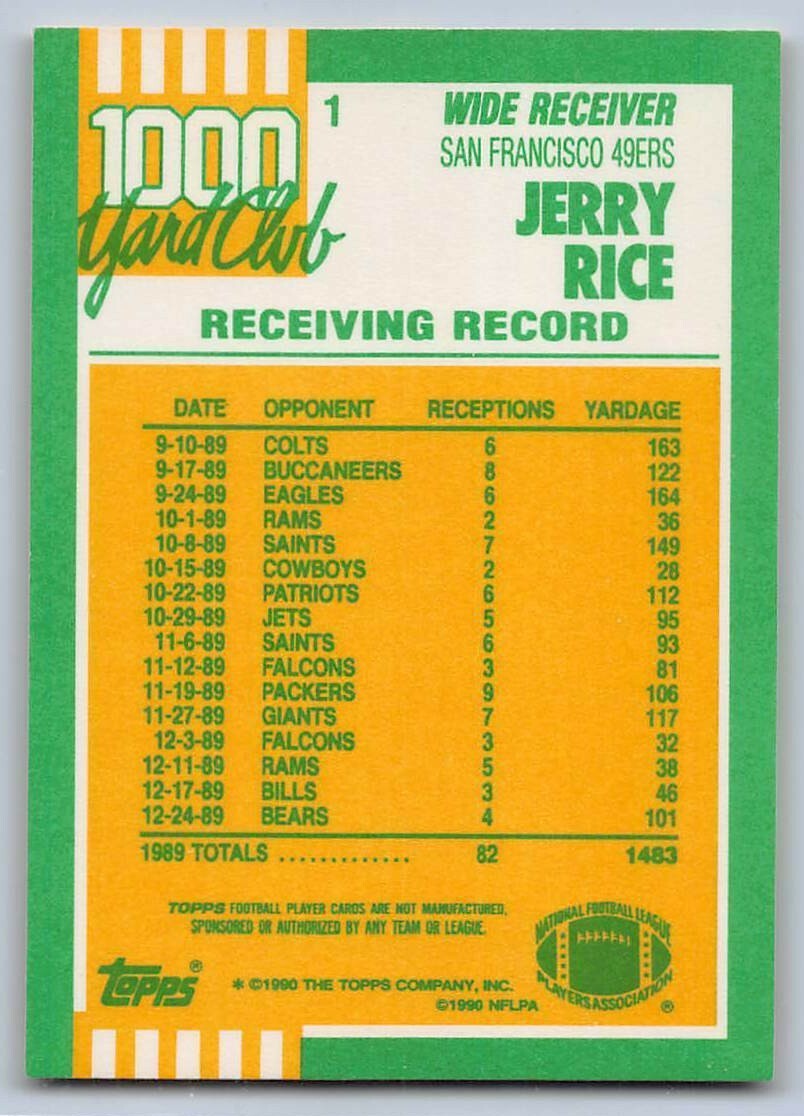 1000
Yard Club
1
WIDE RECEIVER
SAN FRANCISCO 49ERS
JERRY
RICE
RECEIVING RECORD
DATE OPPONENT RECEPTIONS YARDAGE
9-10-89 COLTS 6 163
9-17-89 BUCCANEERS 8 122
9-24-89 EAGLES 6 164
10-1-89 RAMS 2 36
10-8-89 SAINTS 7 149
10-15-89 COWBOYS 2 28
10-22-89 PATRIOTS 6 112
10-29-89 JETS 5 95
11-6-89 SAINTS 6 93
11-12-89 FALCONS 3 81
11-19-89 PACKERS 9 106
11-27-89 GIANTS 7 117
12-3-89 FALCONS 3 32
12-11-89 RAMS 5 38
12-17-89 BILLS 3 46
12-24-89 BEARS 4 101
1989 TOTALS ............. 82 1483
TOPPS FOOTBALL PLAYER CARDS ARE NOT MANUFACTURED,
SPONSORED OR AUTHORIZED BY ANY TEAM OR LEAGUE.
topps®
* ©1990 THE TOPPS COMPANY, INC.
©1990 NFLPA
NATIONAL FOOTBALL LEAGUE
PLAYERS ASSOCIATION ®